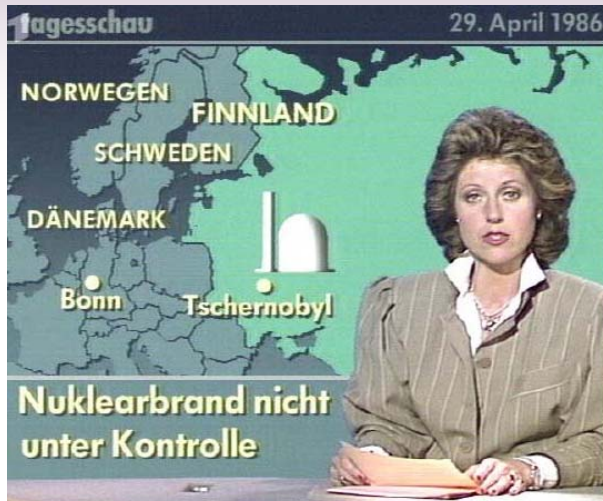 tagesschau
29. April 1986
NORWEGEN
FINNLAND
SCHWEDEN
DÄNEMARK
Bonn
Tschernobyl
Nuklearbrand nicht
unter Kontrolle